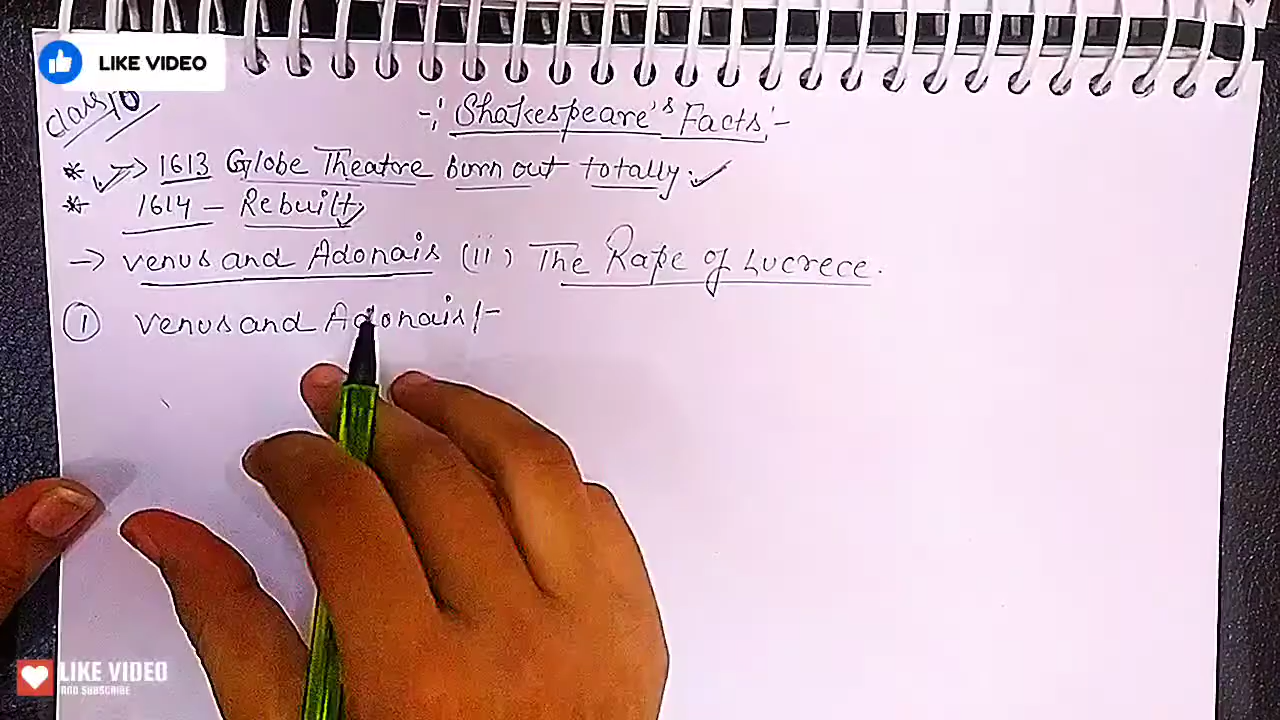 LIKE VIDEO
Class 10
-: Shakespeare's Facts :-
* → 1613 Globe Theatre burn out totally.
* 1614 – Rebuilt
→ Venus and Adonais (ii) The Rape of Lucrece.
① Venus and Adonais :-
LIKE VIDEO
AND SUBSCRIBE